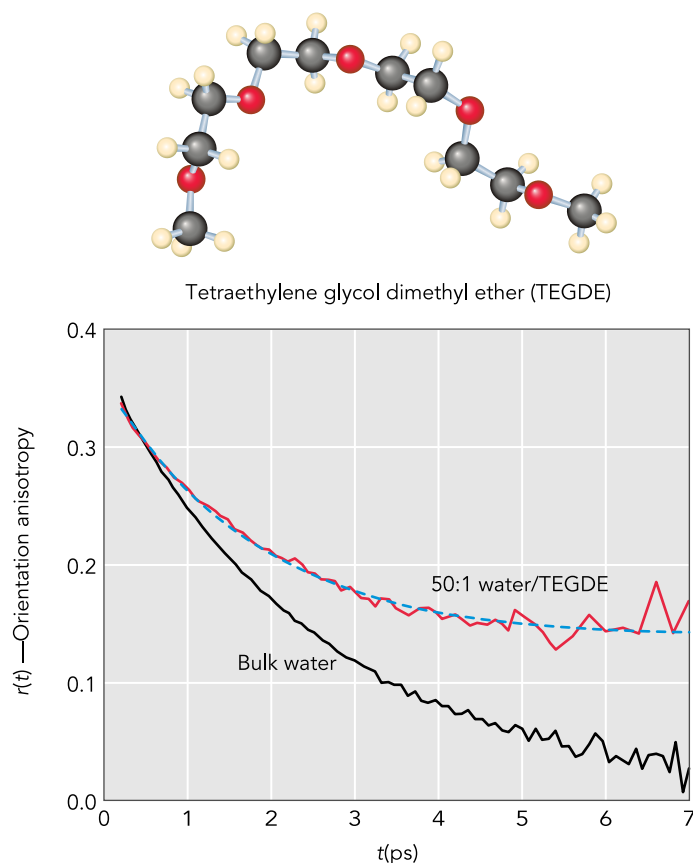 Tetraethylene glycol dimethyl ether (TEGDE)
0.4
0.3
0.2
0.1
0.0
r(t) —Orientation anisotropy
50:1 water/TEGDE
Bulk water
0
1
2
3
4
5
6
7
t(ps)